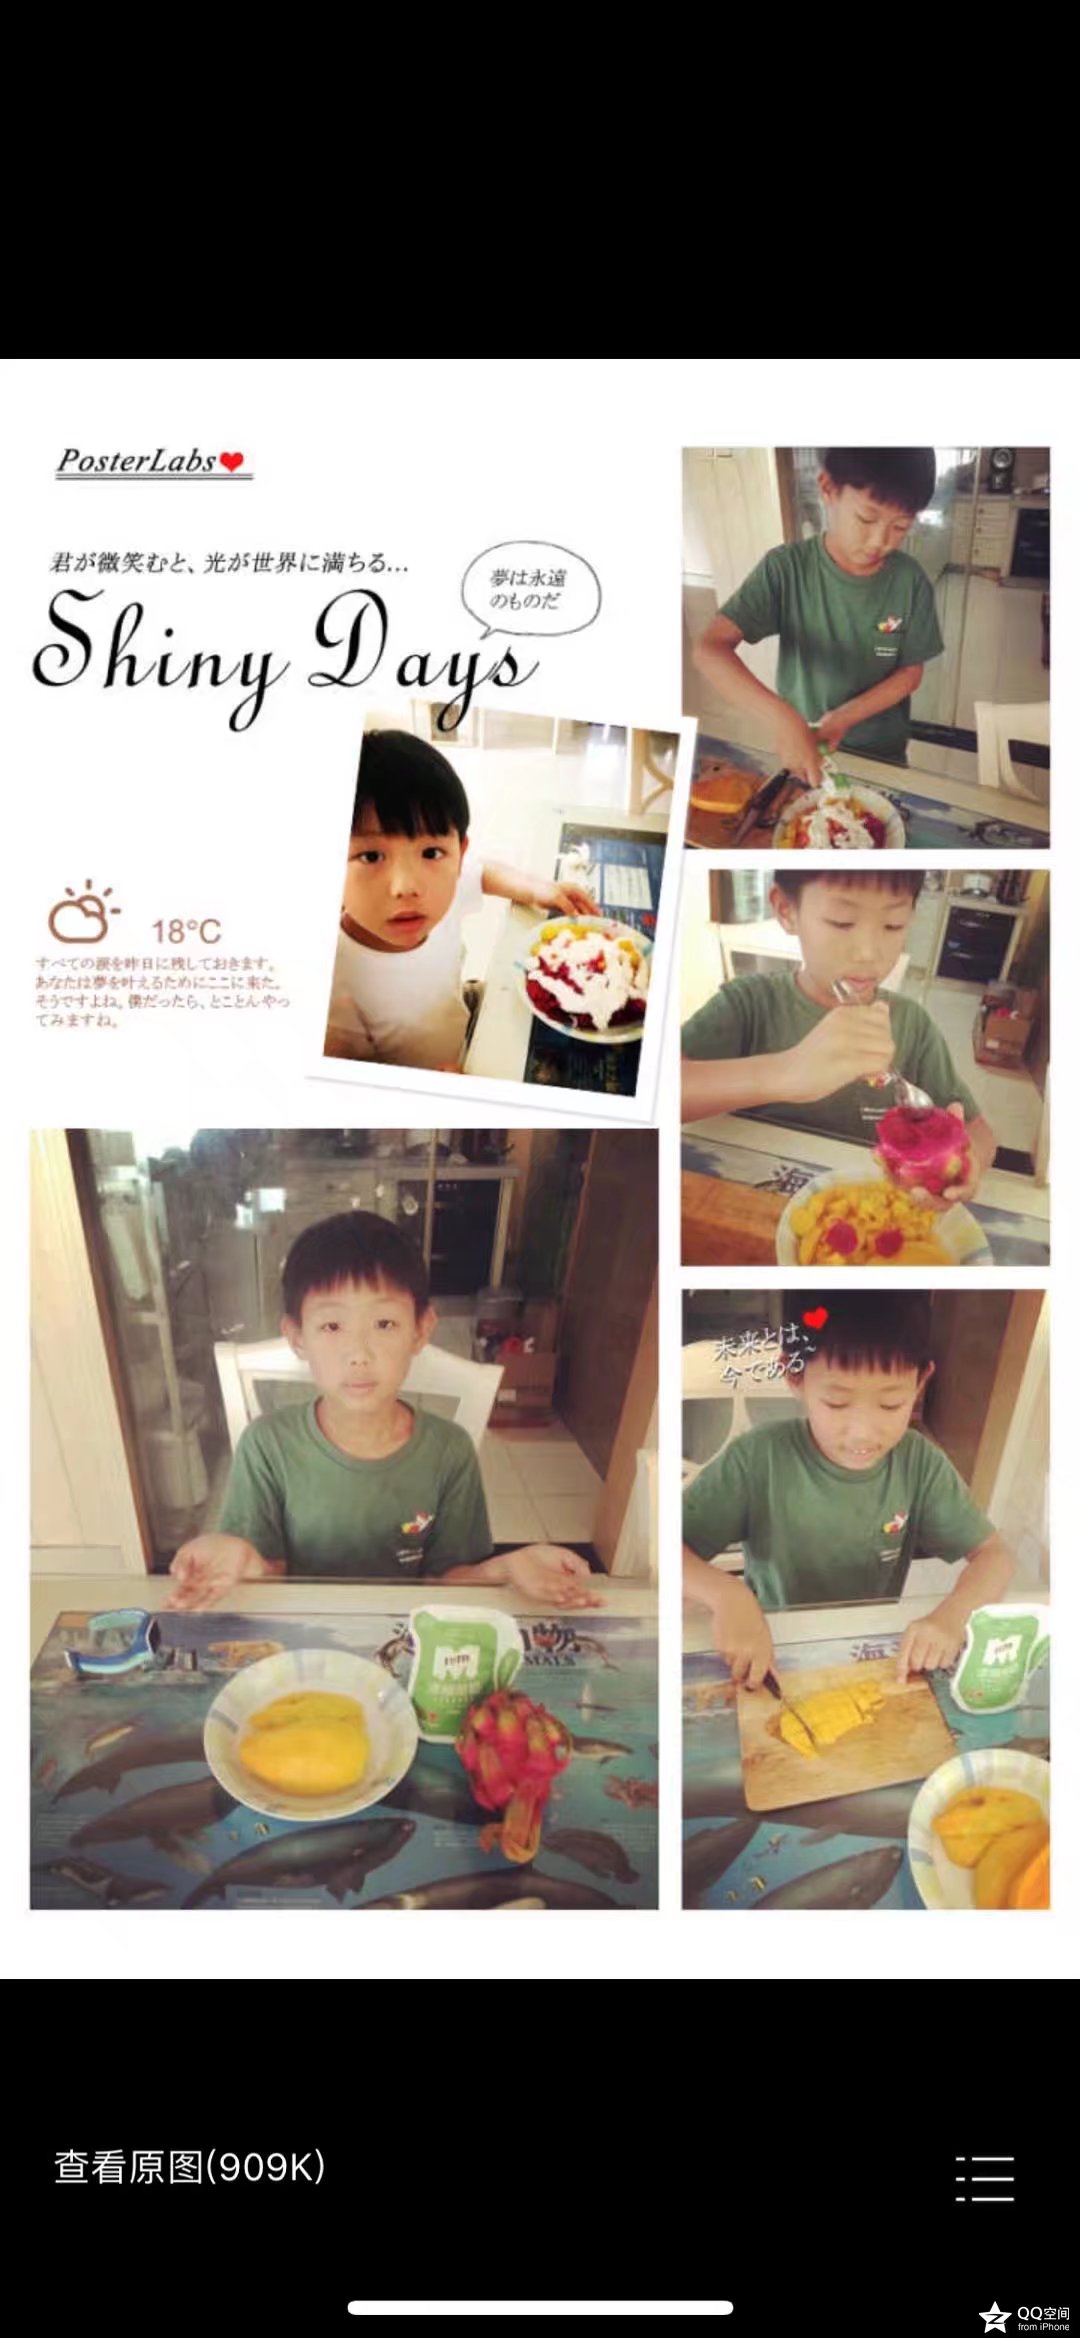 PosterLabs
君が微笑むと、光が世界に満ちる...
夢は永遠
のものだ
Shiny Days
18°C
すべての涙を昨日に残しておきます。
あなたは夢を叶えるためにここに来た。
そうですよね。僕だったら、とことんやっ
てみますね。
未来とは、
今である~
海
查看原图(909K)
QQ空间
from iPhone